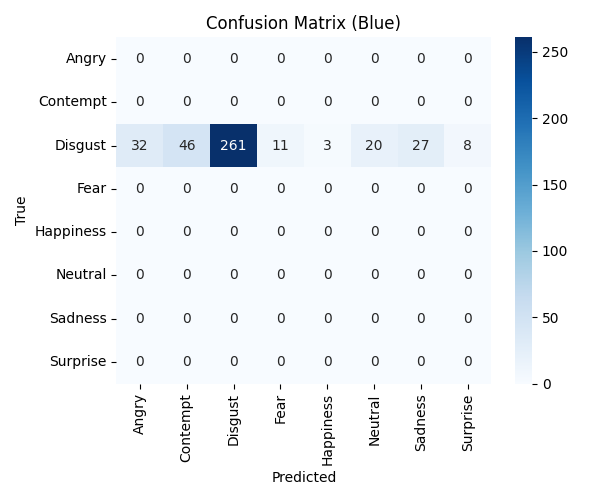 Confusion Matrix (Blue)
Angry 0 0 0 0 0 0 0 0
Contempt 0 0 0 0 0 0 0 0
Disgust 32 46 261 11 3 20 27 8
Fear 0 0 0 0 0 0 0 0
Happiness 0 0 0 0 0 0 0 0
Neutral 0 0 0 0 0 0 0 0
Sadness 0 0 0 0 0 0 0 0
Surprise 0 0 0 0 0 0 0 0
True
Angry Contempt Disgust Fear Happiness Neutral Sadness Surprise
Predicted
250
200
150
100
50
0